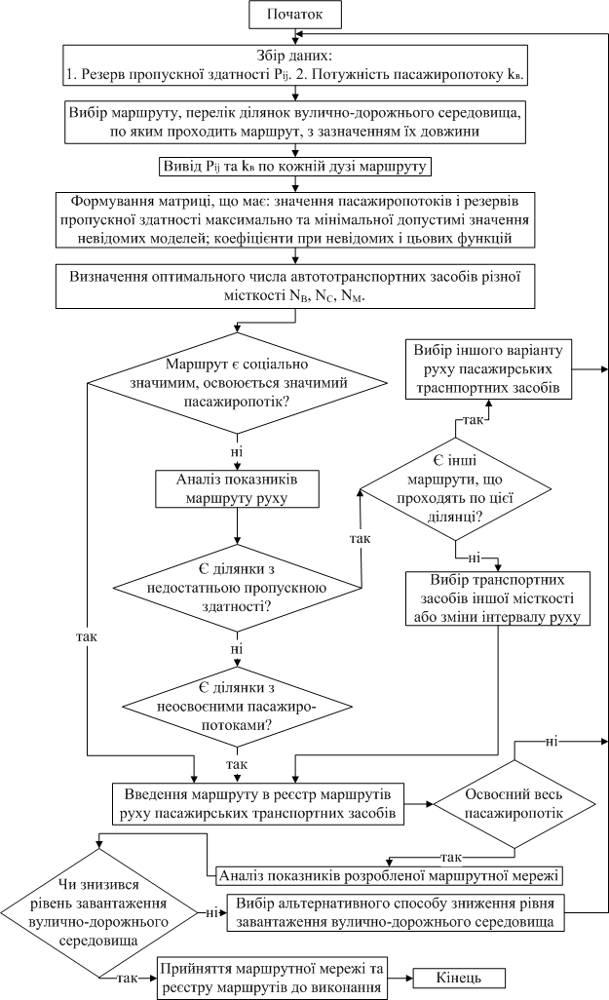 Початок
Збір даних:
1. Резерв пропускної здатності Pij. 2. Потужність пасажиропотоку kв.
Вибір маршруту, перелік ділянок вулично-дорожнього середовища,
по яким проходить маршрут, з зазначенням їх довжини
Вивід Pij та kв по кожній дузі маршруту
Формування матриці, що має: значення пасажиропотоків і резервів
пропускної здатності максимально та мінімальної допустимі значення
невідомих моделей; коефіцієнти при невідомих і цьових функцій
Визначення оптимального числа автототранспортних засобів різної
місткості NВ, NС, NМ.
Маршрут є соціально
значимим, освоюється значимий
пасажиропотік?
Вибір іншого варіанту
руху пасажирських
траснпортних засобів
так
ні
Аналіз показників
маршруту руху
Є інші
маршрути, що
проходять по цієї
ділянці?
так
ні
Є ділянки з
недостатньою пропускною
здатності?
Вибір транспортних
засобів іншої місткості
або зміни інтервалу руху
так
ні
Є ділянки з
неосвоєними пасажиро-
потоками?
так
ні
Введення маршруту в реєстр маршрутів
руху пасажирських транспортних засобів
Освоєний весь
пасажиропотік
так
Аналіз показників розробленої маршрутної мережі
Чи знизився
рівень завантаження
вулично-дорожнього
середовища
ні
Вибір альтернативного способу зниження рівня
завантаження вулично-дорожнього середовища
так
Прийняття маршрутної мережі та
реєстру маршрутів до виконання
Кінець